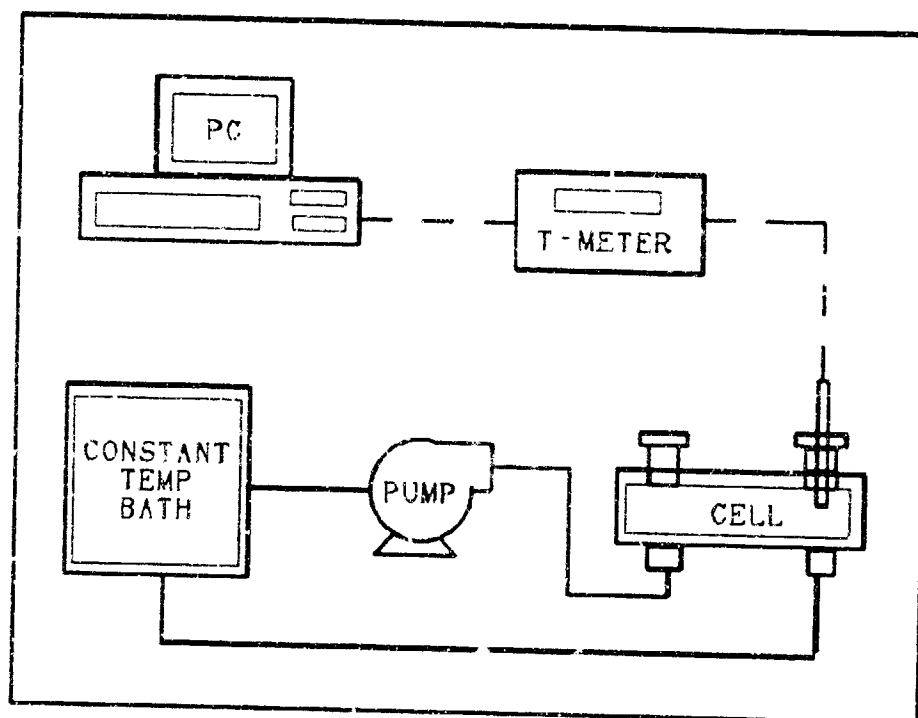 PC
T-METER
CONSTANT
TEMP
BATH
PUMP
CELL